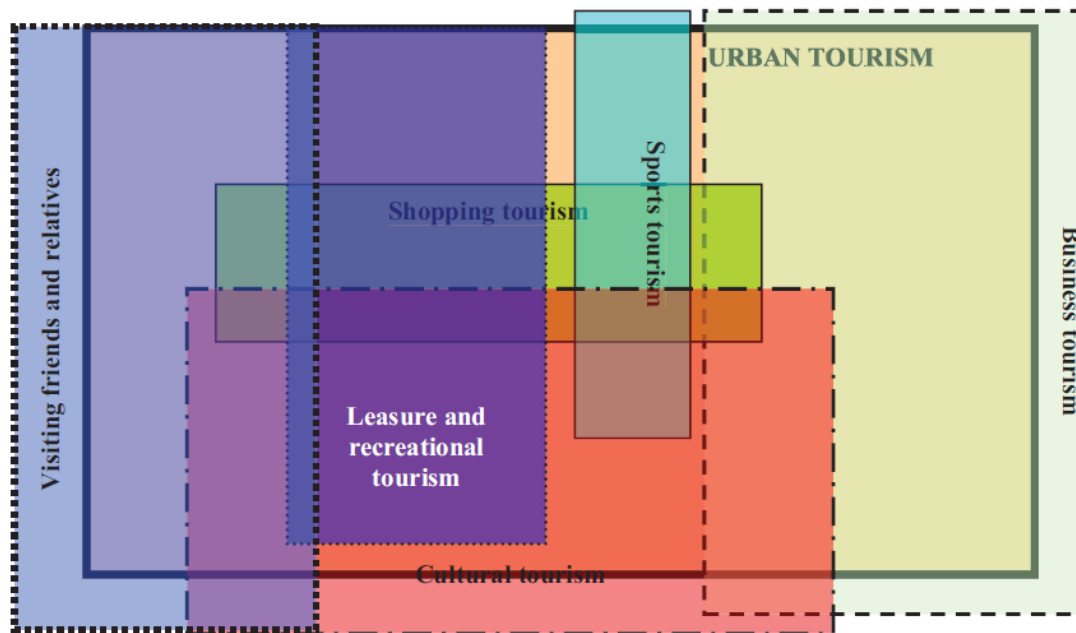 URBAN TOURISM
Visiting friends and relatives
Shopping tourism
Sports tourism
Business tourism
Leasure and
recreational
tourism
Cultural tourism